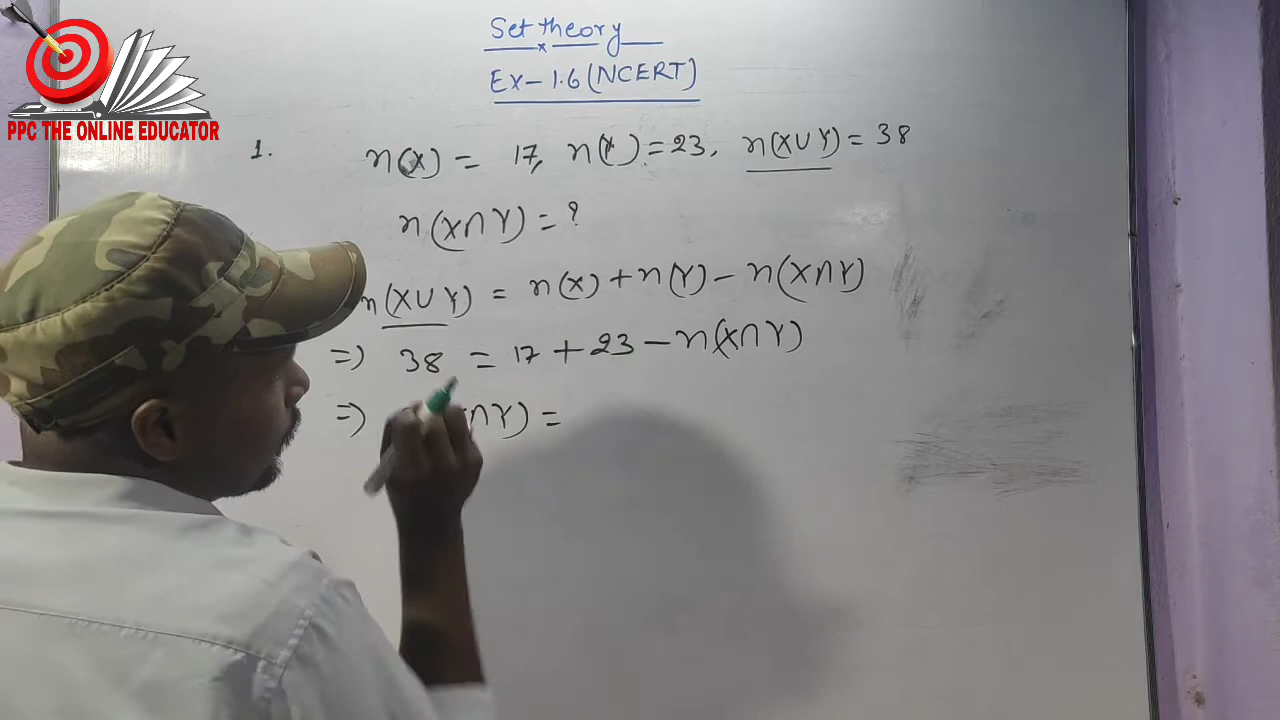 PPC THE ONLINE EDUCATOR
Set theory
Ex-1.6 (NCERT)
1. n(X) = 17, n(Y) = 23, n(X∪Y) = 38
n(X∩Y) = ?
n(X∪Y) = n(X) + n(Y) - n(X∩Y)
=> 38 = 17 + 23 - n(X∩Y)
=> ∩Y) =